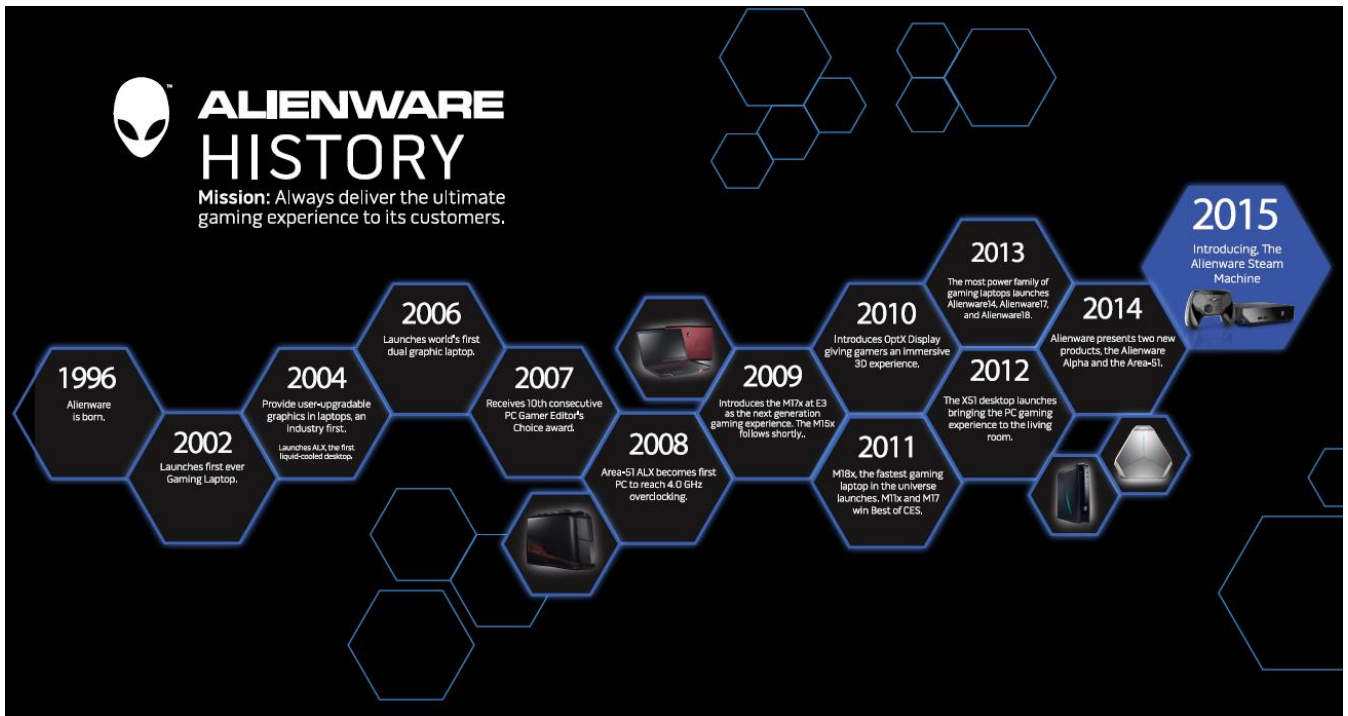 ALIENWARE
™
HISTORY
Mission: Always deliver the ultimate
gaming experience to its customers.
1996
Alienware
is born.
2002
Launches first ever
Gaming Laptop.
2004
Provide user-upgradable
graphics in laptops, an
industry first.
Launches ALX, the first
liquid-cooled desktop.
2006
Launches world's first
dual graphic laptop.
2007
Receives 10th consecutive
PC Gamer Editor's
Choice award.
2008
Area-51 ALX becomes first
PC to reach 4.0 GHz
overclocking.
2009
Introduces the M17x at E3
as the next generation
gaming experience. The M15x
follows shortly..
2010
Introduces OptX Display
giving gamers an immersive
3D experience.
2011
M18x, the fastest gaming
laptop in the universe
launches. M11x and M17
win Best of CES.
2012
The X51 desktop launches
bringing the PC gaming
experience to the living
room.
2013
The most power family of
gaming laptops launches
Alienware14, Alienware17,
and Alienware18.
2014
Alienware presents two new
products, the Alienware
Alpha and the Area-51.
2015
Introducing, The
Alienware Steam
Machine